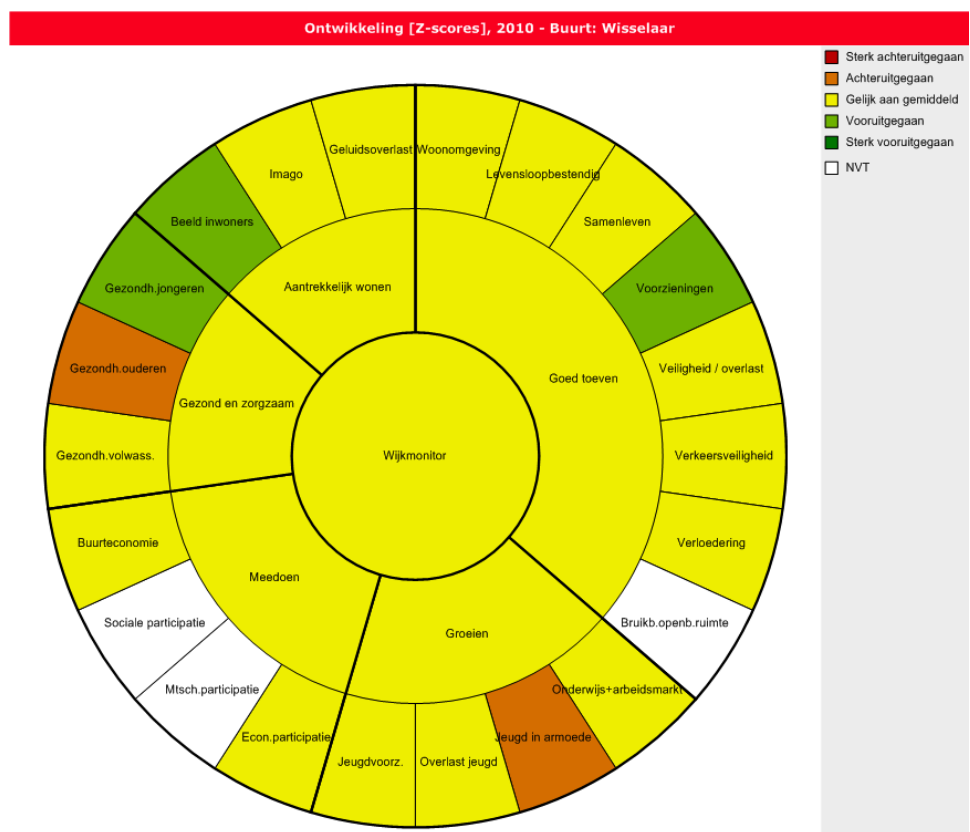 Ontwikkeling [Z-scores], 2010 - Buurt: Wisselaar
Sterk achteruitgegaan
Achteruitgegaan
Gelijk aan gemiddeld
Vooruitgegaan
Sterk vooruitgegaan
NVT
Geluidsoverlast
Woonomgeving
Imago
Levensloopbestendig
Beeld inwoners
Samenleven
Gezondh.jongeren
Aantrekkelijk wonen
Voorzieningen
Gezondh.ouderen
Goed toeven
Veiligheid / overlast
Gezond en zorgzaam
Gezondh.volwass.
Wijkmonitor
Verkeersveiligheid
Buurteconomie
Verloedering
Meedoen
Sociale participatie
Groeien
Bruikb.openb.ruimte
Mtsch.participatie
Onderwijs+arbeidsmarkt
Econ.participatie
Jeugd in armoede
Jeugdvoorz.
Overlast jeugd